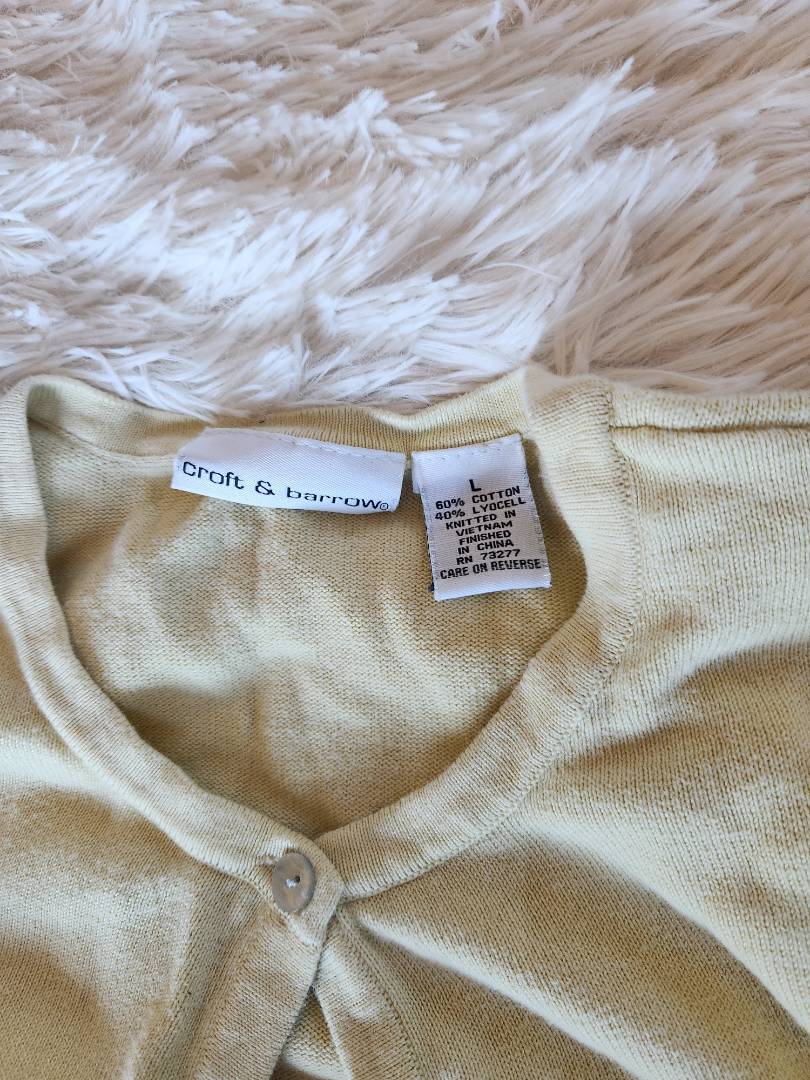 croft & barrow®
L
60% COTTON
40% LYOCELL
KNITTED IN
VIETNAM
FINISHED
IN CHINA
RN 73277
CARE ON REVERSE